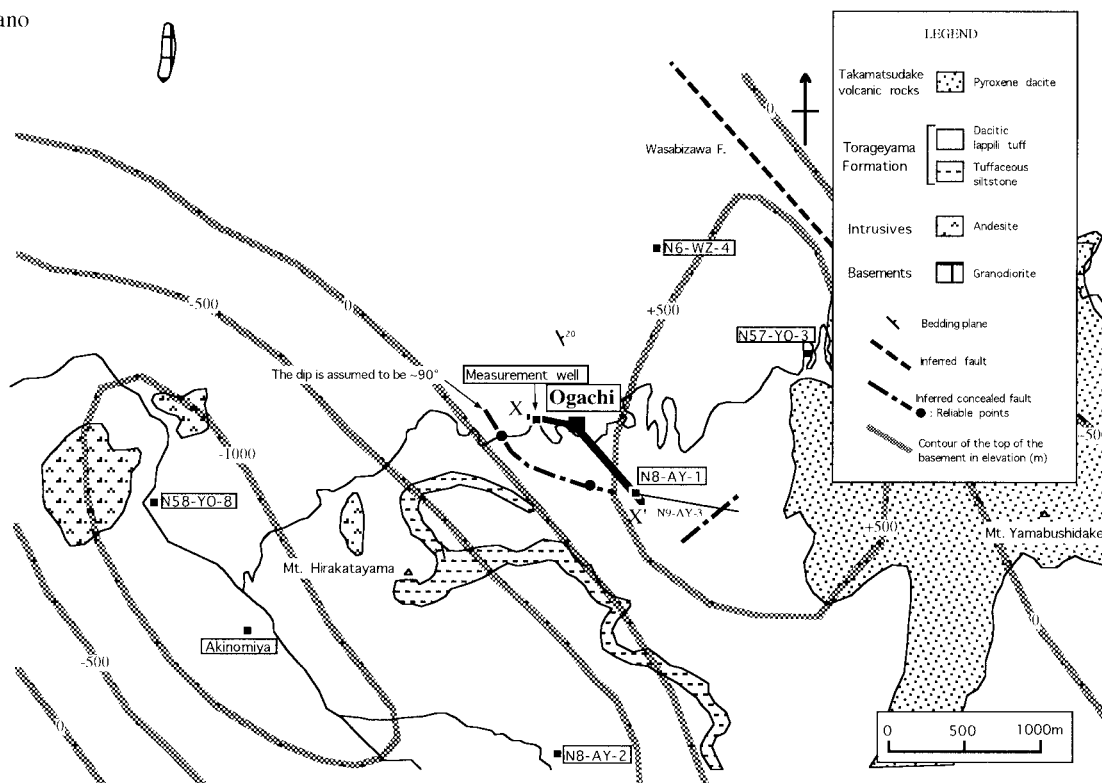 ano
LEGEND
Takamatsudake
volcanic rocks
Pyroxene dacite
Torageyama
Formation
Dacitic
lappili tuff
Tuffaceous
siltstone
Intrusives
Andesite
Basements
Granodiorite
Bedding plane
Inferred fault
Inferred concealed fault
: Reliable points
Contour of the top of the
basement in elevation (m)
0
Wasabizawa F.
N6-WZ-4
-500
0
+500
20
N57-YO-3
The dip is assumed to be ~90°
Measurement well
Ogachi
X
-1000
N8-AY-1
N58-YO-8
X'
N9-AY-3
+500
-500
Mt. Yamabushidake
Mt. Hirakatayama
Akinomiya
0
-500
0
N8-AY-2
0 500 1000m